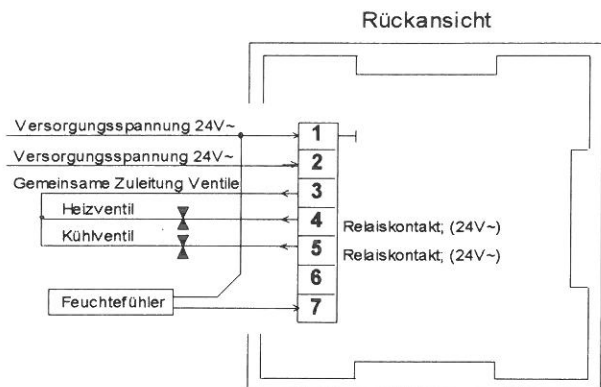 Rückansicht
Versorgungsspannung 24V~
1
Versorgungsspannung 24V~
2
Gemeinsame Zuleitung Ventile
3
Heizventil
4
Relaiskontakt; (24V~)
Kühlventil
5
Relaiskontakt; (24V~)
6
Feuchtefühler
7